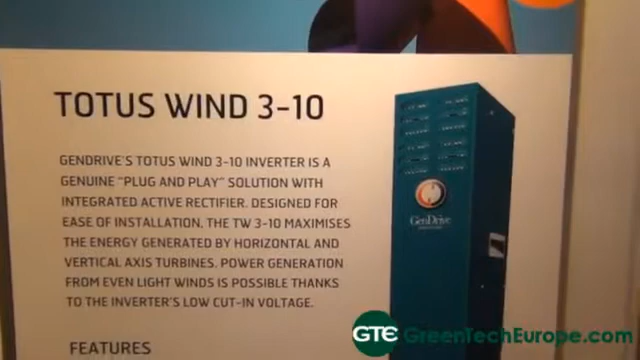 TOTUS WIND 3-10
GENDRIVE'S TOTUS WIND 3-10 INVERTER IS A
GENUINE "PLUG AND PLAY" SOLUTION WITH
INTEGRATED ACTIVE RECTIFIER. DESIGNED FOR
EASE OF INSTALLATION, THE TW 3-10 MAXIMISES
THE ENERGY GENERATED BY HORIZONTAL AND
VERTICAL AXIS TURBINES. POWER GENERATION
FROM EVEN LIGHT WINDS IS POSSIBLE THANKS
TO THE INVERTER'S LOW CUT-IN VOLTAGE.
FEATURES
GenDrive
GTE GreenTechEurope.com